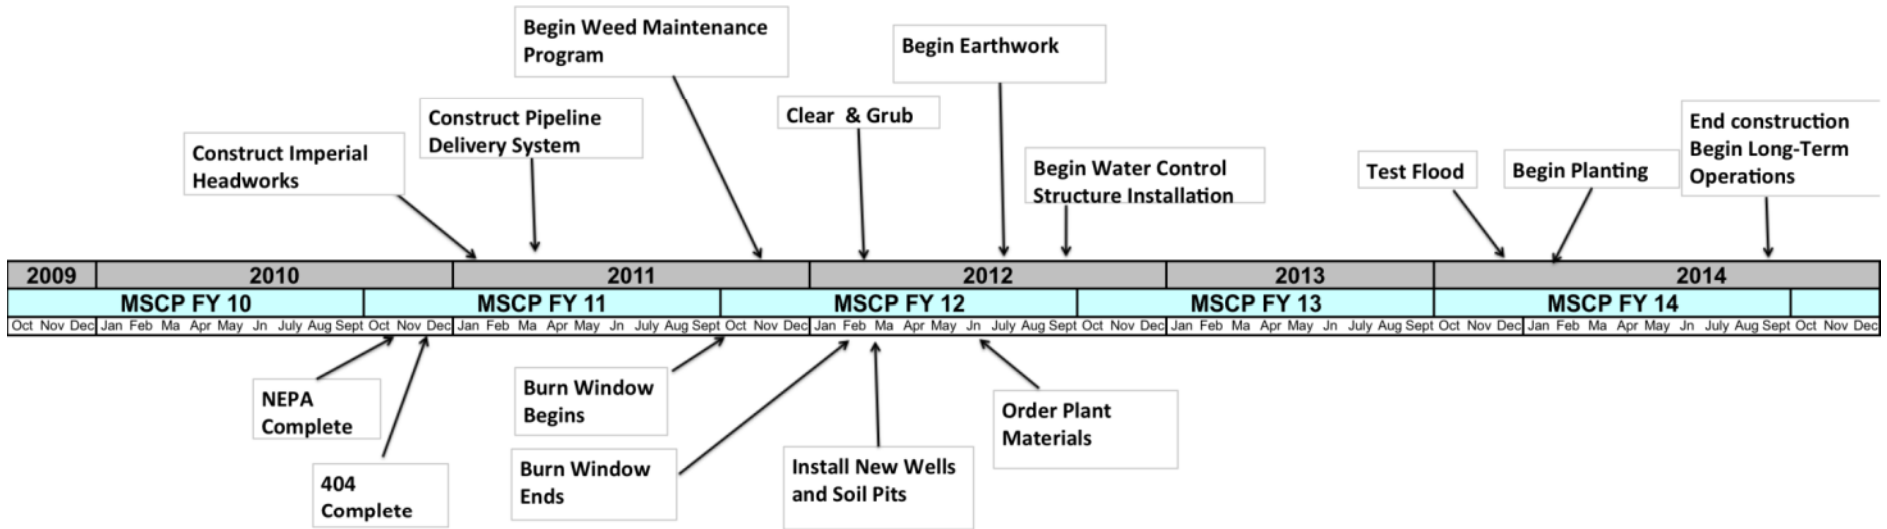 Begin Weed Maintenance
Program
Begin Earthwork
Construct Pipeline
Delivery System
Clear & Grub
End construction
Begin Long-Term
Operations
Construct Imperial
Headworks
Begin Water Control
Structure Installation
Test Flood
Begin Planting
2009 2010 2011 2012 2013 2014
MSCP FY 10 MSCP FY 11 MSCP FY 12 MSCP FY 13 MSCP FY 14
Oct Nov Dec Jan Feb Ma Apr May Jn July Aug Sept Oct Nov Dec Jan Feb Ma Apr May Jn July Aug Sept Oct Nov Dec Jan Feb Ma Apr May Jn July Aug Sept Oct Nov Dec Jan Feb Ma Apr May Jn July Aug Sept Oct Nov Dec Jan Feb Ma Apr May Jn July Aug Sept Oct Nov Dec
NEPA
Complete
404
Complete
Burn Window
Begins
Burn Window
Ends
Install New Wells
and Soil Pits
Order Plant
Materials